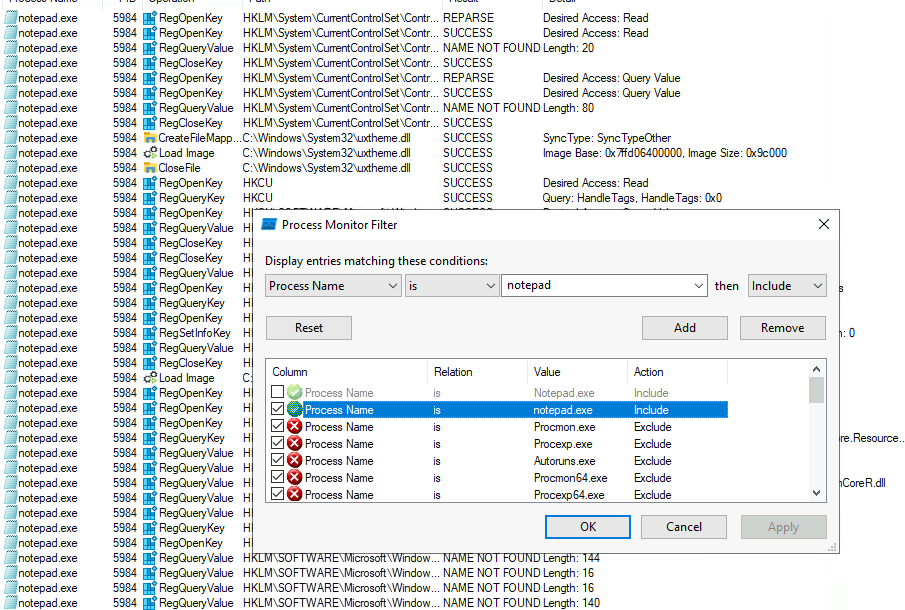 Process Name PID Operation Path Result Detail
notepad.exe 5984 RegOpenKey HKLM\System\CurrentControlSet\Contr... REPARSE Desired Access: Read
notepad.exe 5984 RegOpenKey HKLM\System\CurrentControlSet\Contr... SUCCESS Desired Access: Read
notepad.exe 5984 RegQueryValue HKLM\System\CurrentControlSet\Contr... NAME NOT FOUND Length: 20
notepad.exe 5984 RegCloseKey HKLM\System\CurrentControlSet\Contr... SUCCESS
notepad.exe 5984 RegOpenKey HKLM\System\CurrentControlSet\Contr... REPARSE Desired Access: Query Value
notepad.exe 5984 RegOpenKey HKLM\System\CurrentControlSet\Contr... SUCCESS Desired Access: Query Value
notepad.exe 5984 RegQueryValue HKLM\System\CurrentControlSet\Contr... NAME NOT FOUND Length: 80
notepad.exe 5984 RegCloseKey HKLM\System\CurrentControlSet\Contr... SUCCESS
notepad.exe 5984 CreateFileMapp... C:\Windows\System32\uxtheme.dll SUCCESS SyncType: SyncTypeOther
notepad.exe 5984 Load Image C:\Windows\System32\uxtheme.dll SUCCESS Image Base: 0x7ffd06400000, Image Size: 0x9c000
notepad.exe 5984 CloseFile C:\Windows\System32\uxtheme.dll SUCCESS
notepad.exe 5984 RegOpenKey HKCU SUCCESS Desired Access: Read
notepad.exe 5984 RegQueryKey HKCU SUCCESS Query: HandleTags, HandleTags: 0x0
notepad.exe 5984 RegOpenKey
notepad.exe 5984 RegQueryValue
notepad.exe 5984 RegCloseKey
notepad.exe 5984 RegCloseKey
notepad.exe 5984 RegQueryValue
notepad.exe 5984 RegOpenKey
notepad.exe 5984 RegQueryKey
notepad.exe 5984 RegOpenKey
notepad.exe 5984 RegSetInfoKey n: 0
notepad.exe 5984 RegQueryValue
notepad.exe 5984 RegCloseKey
notepad.exe 5984 Load Image
notepad.exe 5984 RegOpenKey
notepad.exe 5984 RegOpenKey
notepad.exe 5984 RegOpenKey
notepad.exe 5984 RegQueryKey re.Resource...
notepad.exe 5984 RegQueryValue
notepad.exe 5984 RegOpenKey
notepad.exe 5984 RegQueryValue nCoreR.dll
notepad.exe 5984 RegOpenKey
notepad.exe 5984 RegQueryValue
notepad.exe 5984 RegQueryKey
notepad.exe 5984 RegOpenKey
notepad.exe 5984 RegQueryValue HKLM\SOFTWARE\Microsoft\Window... NAME NOT FOUND Length: 144
notepad.exe 5984 RegQueryValue HKLM\SOFTWARE\Microsoft\Window... NAME NOT FOUND Length: 16
notepad.exe 5984 RegQueryValue HKLM\SOFTWARE\Microsoft\Window... NAME NOT FOUND Length: 16
notepad.exe 5984 RegQueryValue HKLM\SOFTWARE\Microsoft\Window... NAME NOT FOUND Length: 140
Process Monitor Filter
Display entries matching these conditions:
Process Name is notepad then Include
Reset Add Remove
Column Relation Value Action
Process Name is Notepad.exe Include
Process Name is notepad.exe Include
Process Name is Procmon.exe Exclude
Process Name is Procexp.exe Exclude
Process Name is Autoruns.exe Exclude
Process Name is Procmon64.exe Exclude
Process Name is Procexp64.exe Exclude
OK Cancel Apply